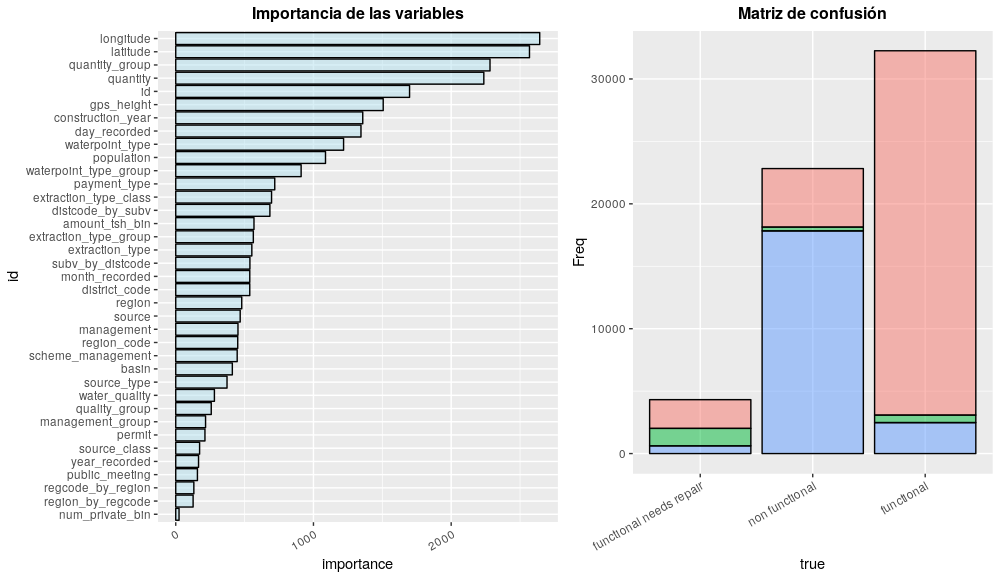 Importancia de las variables
longitude
latitude
quantity_group
quantity
id
gps_height
construction_year
day_recorded
waterpoint_type
population
waterpoint_type_group
payment_type
extraction_type_class
distcode_by_subv
amount_tsh_bin
extraction_type_group
extraction_type
subv_by_distcode
month_recorded
district_code
region
source
management
region_code
scheme_management
basin
source_type
water_quality
quality_group
management_group
permit
source_class
year_recorded
public_meeting
regcode_by_region
region_by_regcode
num_private_bin
id
0
1000
2000
importance
Matriz de confusión
30000
20000
10000
0
Freq
functional needs repair
non functional
functional
true